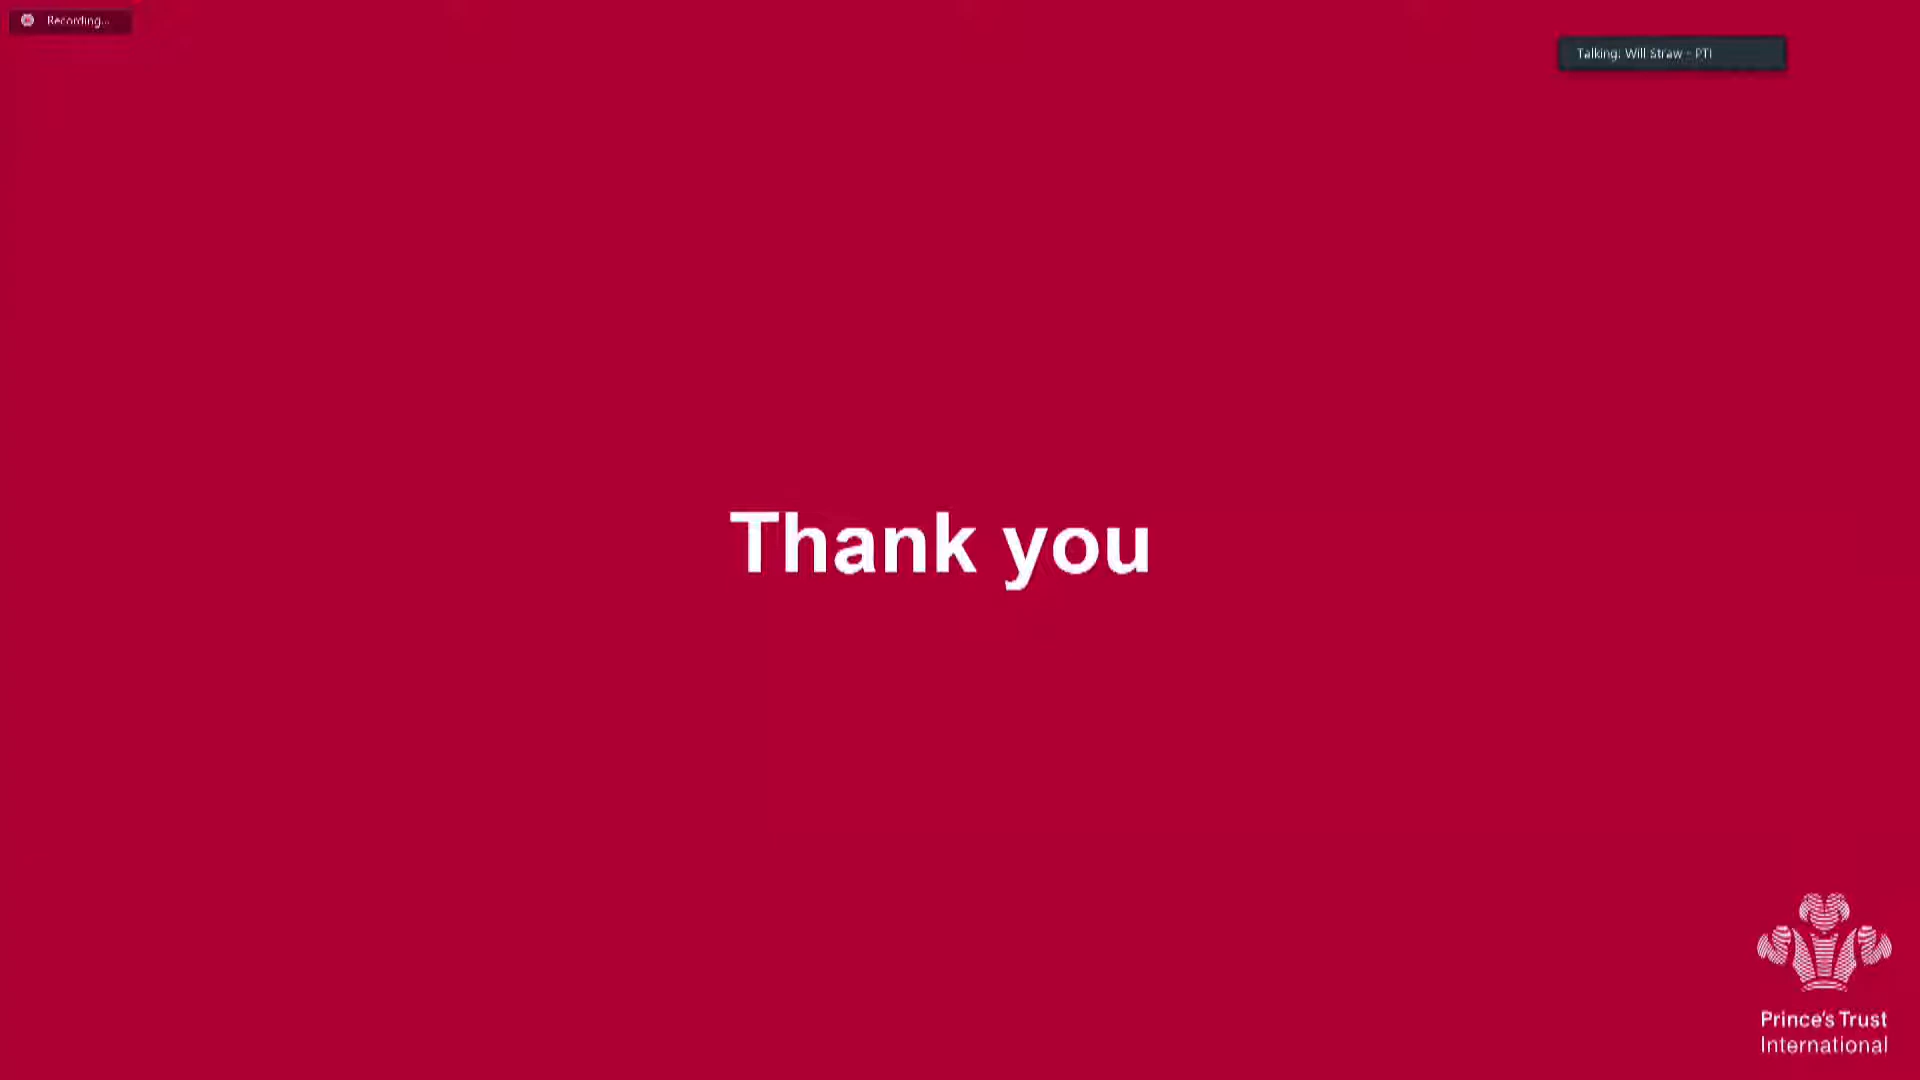 Recording...
Talking: Will Straw - PTI
Thank you
Prince's Trust
International